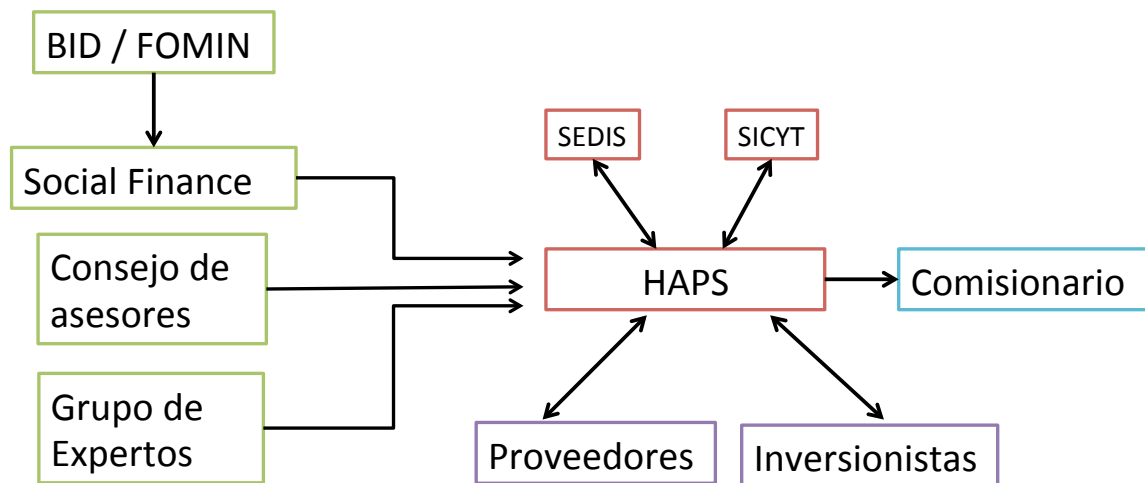 BID / FOMIN
SEDIS
SICYT
Social Finance
Consejo de
asesores
HAPS
Comisionario
Grupo de
Expertos
Proveedores
Inversionistas